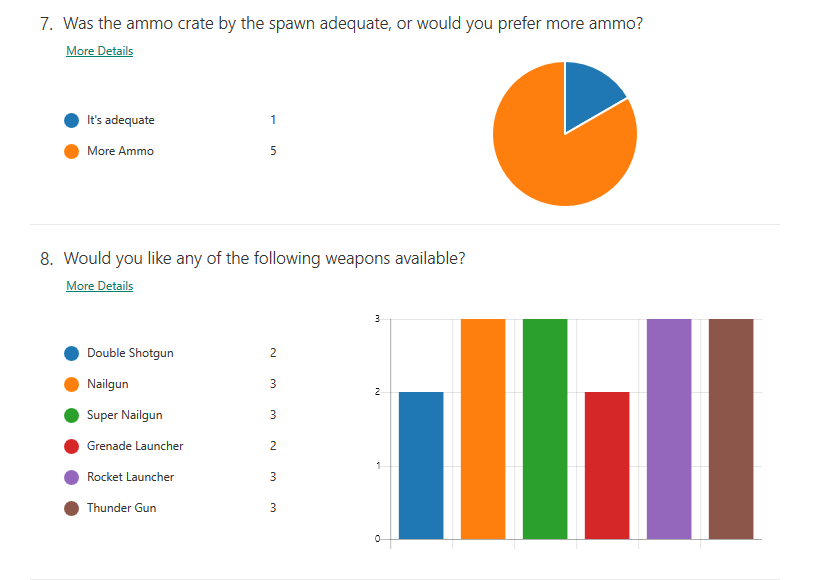 7. Was the ammo crate by the spawn adequate, or would you prefer more ammo?
More Details
It's adequate 1
More Ammo 5
8. Would you like any of the following weapons available?
More Details
Double Shotgun 2
Nailgun 3
Super Nailgun 3
Grenade Launcher 2
Rocket Launcher 3
Thunder Gun 3
3
2
1
0